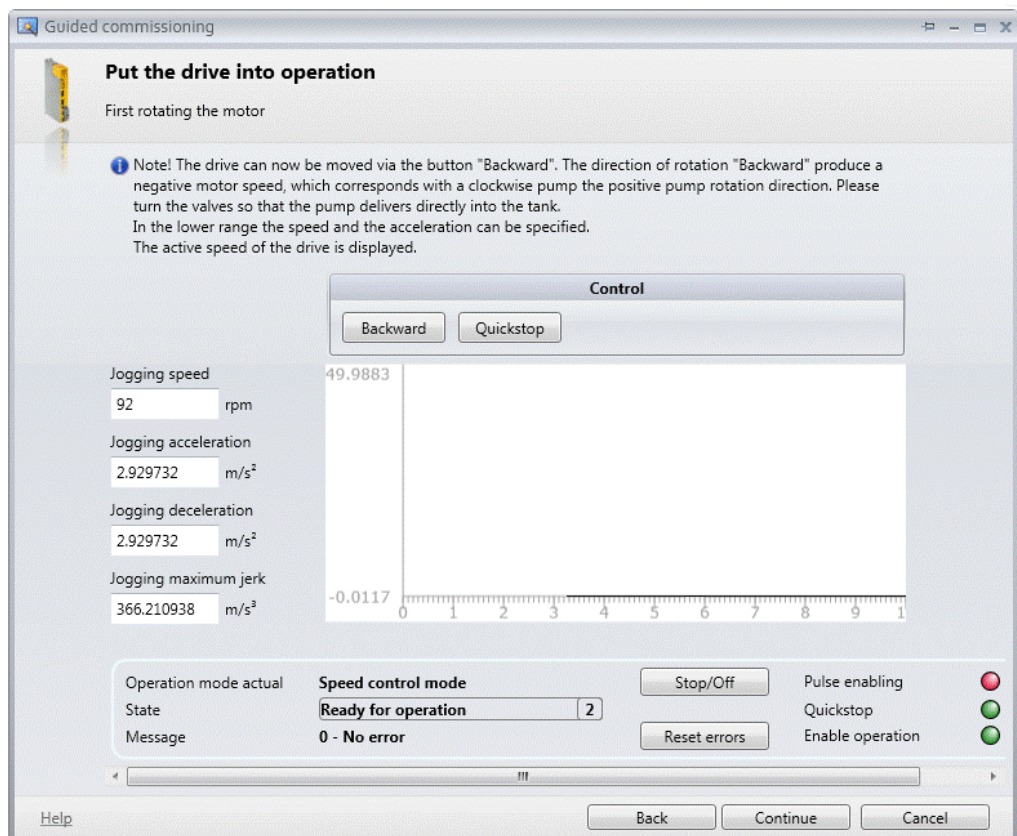 Guided commissioning
Put the drive into operation
First rotating the motor
Note! The drive can now be moved via the button "Backward". The direction of rotation "Backward" produce a
negative motor speed, which corresponds with a clockwise pump the positive pump rotation direction. Please
turn the valves so that the pump delivers directly into the tank.
In the lower range the speed and the acceleration can be specified.
The active speed of the drive is displayed.
Control
Backward Quickstop
Jogging speed
92 rpm
Jogging acceleration
2.929732 m/s²
Jogging deceleration
2.929732 m/s²
Jogging maximum jerk
366.210938 m/s³
49.9883
-0.0117
0 1 2 3 4 5 6 7 8 9 1
Operation mode actual Speed control mode Stop/Off Pulse enabling
State Ready for operation 2 Quickstop
Message 0 - No error Reset errors Enable operation
Help Back Continue Cancel